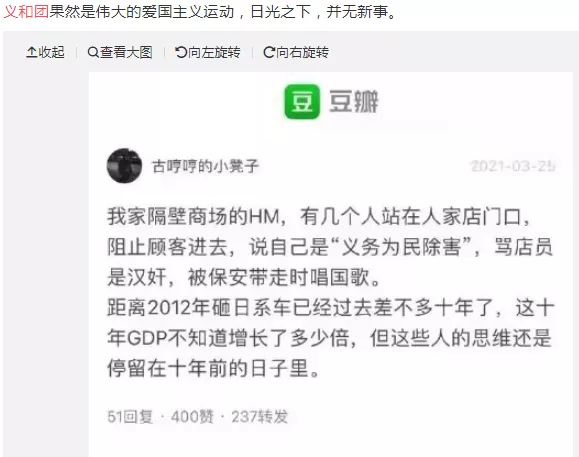 义和团果然是伟大的爱国主义运动，日光之下，并无新事。
收起 查看大图 向左旋转 向右旋转
豆 豆瓣
古哼哼的小凳子 2021-03-25
我家隔壁商场的HM，有几个人站在人家店门口，
阻止顾客进去，说自己是“义务为民除害”，骂店员
是汉奸，被保安带走时唱国歌。
距离2012年砸日系车已经过去差不多十年了，这十
年GDP不知道增长了多少倍，但这些人的思维还是
停留在十年前的日子里。
51回复 · 400赞 · 237转发